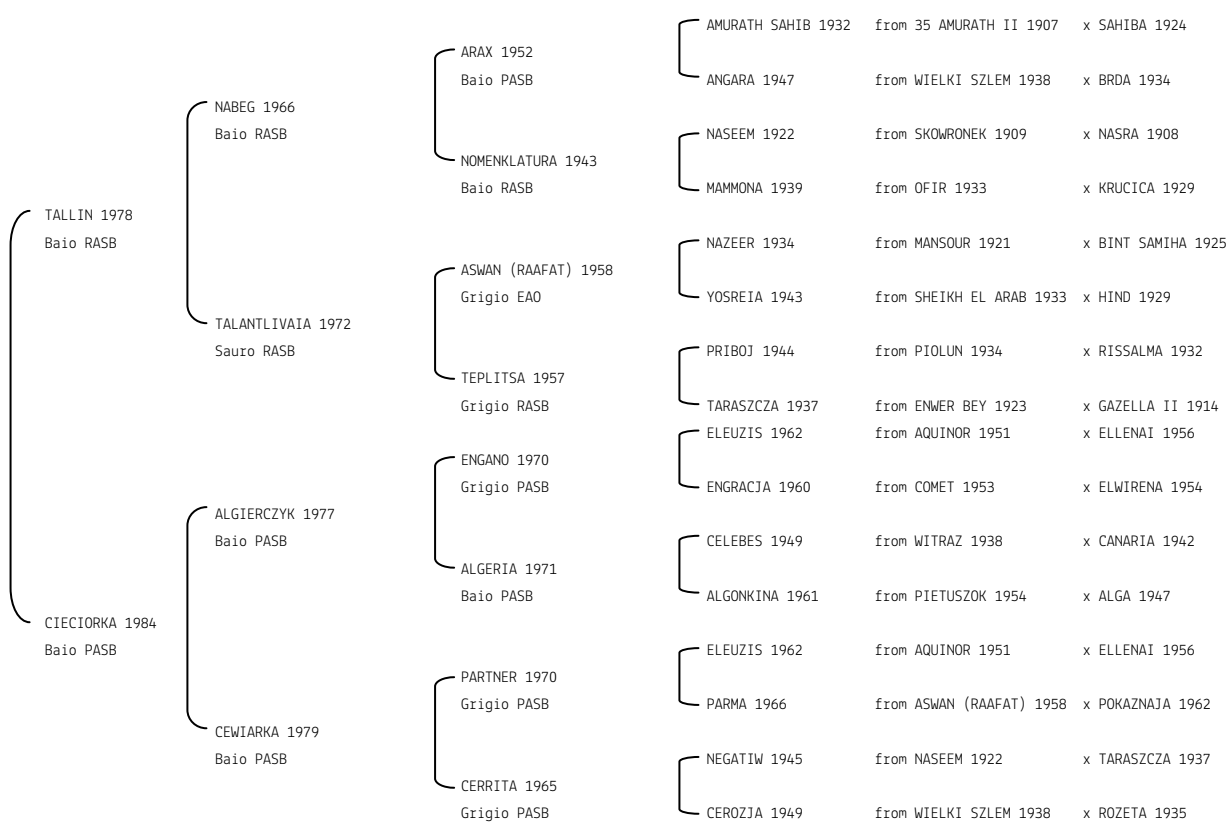 AMURATH SAHIB 1932 from 35 AMURATH II 1907 x SAHIBA 1924
ARAX 1952
Baio PASB ANGARA 1947 from WIELKI SZLEM 1938 x BRDA 1934
NABEG 1966
Baio RASB NASEEM 1922 from SKOWRONEK 1909 x NASRA 1908
NOMENKLATURA 1943
Baio RASB MAMMONA 1939 from OFIR 1933 x KRUCICA 1929
TALLIN 1978
Baio RASB NAZEER 1934 from MANSOUR 1921 x BINT SAMIHA 1925
ASWAN (RAAFAT) 1958
Grigio EAO YOSREIA 1943 from SHEIKH EL ARAB 1933 x HIND 1929
TALANTLIVAIA 1972
Sauro RASB PRIBOJ 1944 from PIOLUN 1934 x RISSALMA 1932
TEPLITSA 1957
Grigio RASB TARASZCZA 1937 from ENWER BEY 1923 x GAZELLA II 1914
ELEUZIS 1962 from AQUINOR 1951 x ELLENAI 1956
ENGANO 1970
Grigio PASB ENGRACJA 1960 from COMET 1953 x ELWIRENA 1954
ALGIERCZYK 1977
Baio PASB CELEBES 1949 from WITRAZ 1938 x CANARIA 1942
ALGERIA 1971
Baio PASB ALGONKINA 1961 from PIETUSZOK 1954 x ALGA 1947
CIECIORKA 1984
Baio PASB ELEUZIS 1962 from AQUINOR 1951 x ELLENAI 1956
PARTNER 1970
Grigio PASB PARMA 1966 from ASWAN (RAAFAT) 1958 x POKAZNAJA 1962
CEWIARKA 1979
Baio PASB NEGATIW 1945 from NASEEM 1922 x TARASZCZA 1937
CERRITA 1965
Grigio PASB CEROZJA 1949 from WIELKI SZLEM 1938 x ROZETA 1935